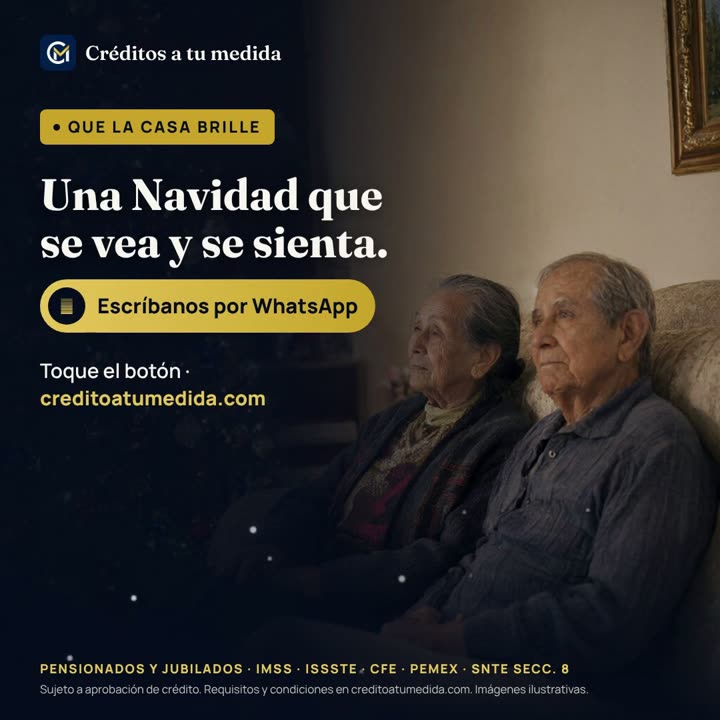 Créditos a tu medida
• QUE LA CASA BRILLE
Una Navidad que
se vea y se sienta.
Escríbanos por WhatsApp
Toque el botón ·
creditoatumedida.com
PENSIONADOS Y JUBILADOS · IMSS · ISSSTE · CFE · PEMEX · SNTE SECC. 8
Sujeto a aprobación de crédito. Requisitos y condiciones en creditoatumedida.com. Imágenes ilustrativas.